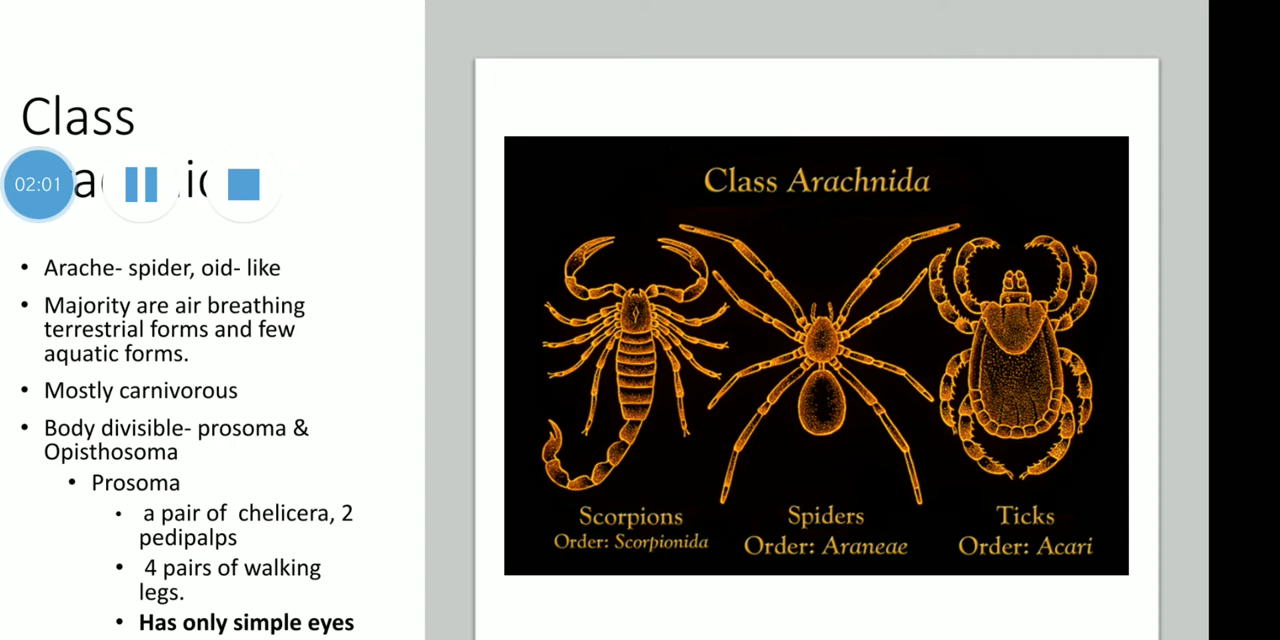 Class
02:01
• Arache- spider, oid- like
• Majority are air breathing
terrestrial forms and few
aquatic forms.
• Mostly carnivorous
• Body divisible- prosoma &
Opisthosoma
• Prosoma
• a pair of chelicera, 2
pedipalps
• 4 pairs of walking
legs.
• Has only simple eyes
Class Arachnida
Scorpions
Order: Scorpionida
Spiders
Order: Araneae
Ticks
Order: Acari